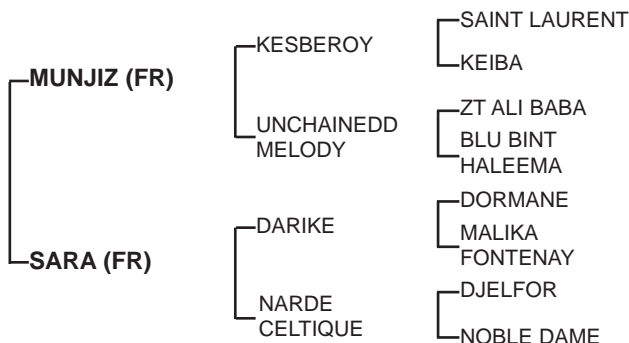 MUNJIZ (FR)
SARA (FR)
KESBEROY
UNCHAINEDD
MELODY
DARIKE
NARDE
CELTIQUE
SAINT LAURENT
KEIBA
ZT ALI BABA
BLU BINT
HALEEMA
DORMANE
MALIKA
FONTENAY
DJELFOR
NOBLE DAME